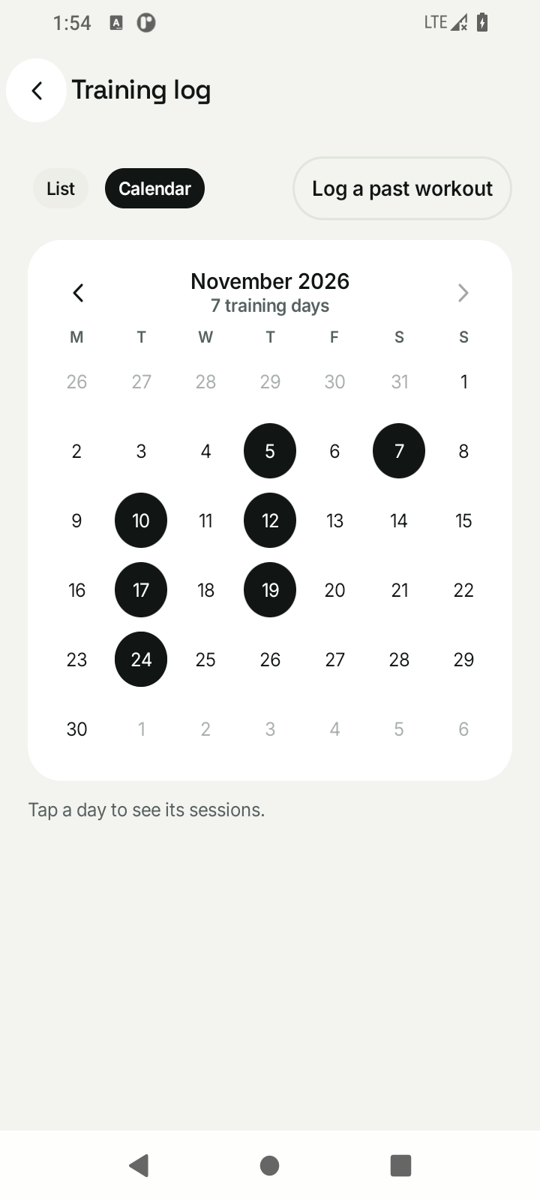 1:54
LTE
Training log
List
Calendar
Log a past workout
November 2026
7 training days
M T W T F S S
26 27 28 29 30 31 1
2 3 4 5 6 7 8
9 10 11 12 13 14 15
16 17 18 19 20 21 22
23 24 25 26 27 28 29
30 1 2 3 4 5 6
Tap a day to see its sessions.